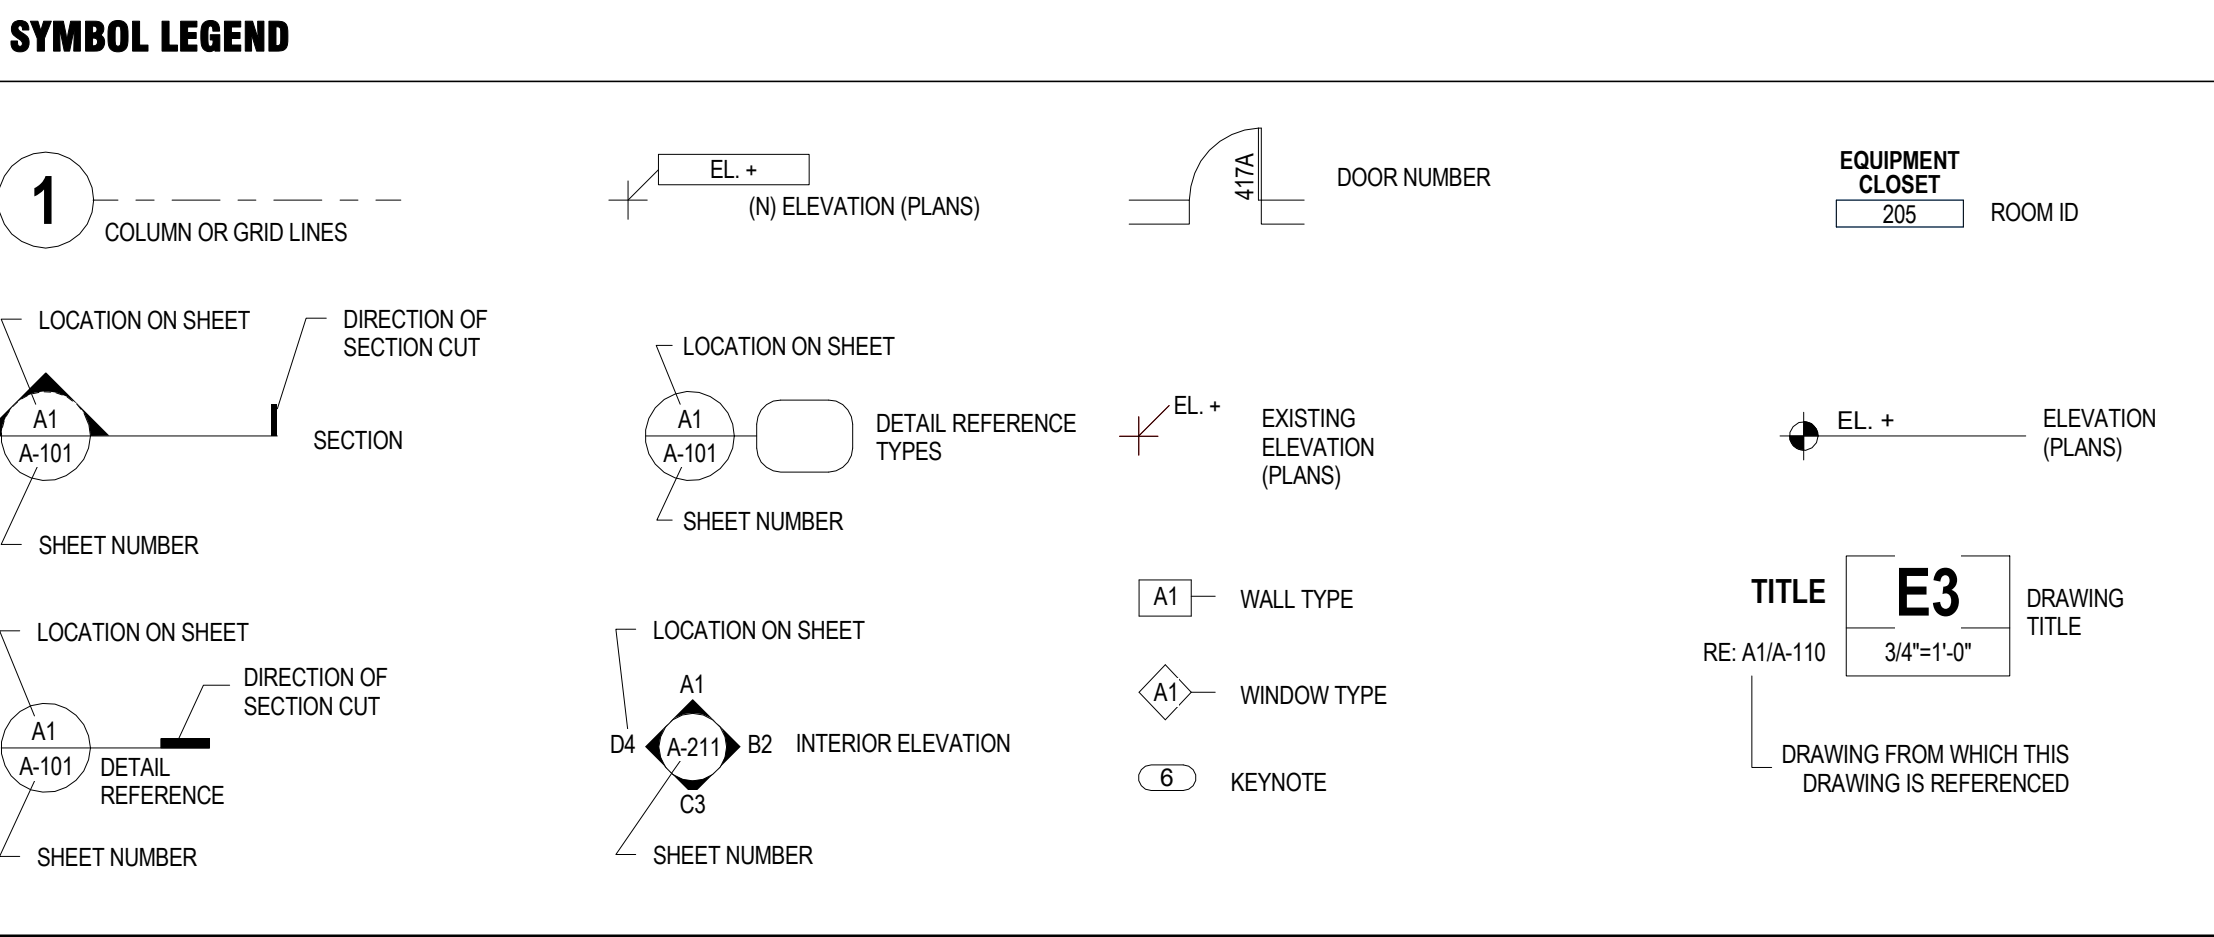 SYMBOL LEGEND
1
COLUMN OR GRID LINES
EL. +
(N) ELEVATION (PLANS)
417A
DOOR NUMBER
EQUIPMENT
CLOSET
205
ROOM ID
LOCATION ON SHEET
DIRECTION OF
SECTION CUT
A1
A-101
SECTION
SHEET NUMBER
LOCATION ON SHEET
A1
A-101
DETAIL REFERENCE
TYPES
SHEET NUMBER
EL. +
EXISTING
ELEVATION
(PLANS)
EL. +
ELEVATION
(PLANS)
LOCATION ON SHEET
DIRECTION OF
SECTION CUT
A1
A-101
DETAIL
REFERENCE
SHEET NUMBER
LOCATION ON SHEET
A1
D4
A-211
B2
INTERIOR ELEVATION
C3
SHEET NUMBER
A1
WALL TYPE
A1
WINDOW TYPE
6
KEYNOTE
TITLE
E3
DRAWING
TITLE
RE: A1/A-110
3/4"=1'-0"
DRAWING FROM WHICH THIS
DRAWING IS REFERENCED